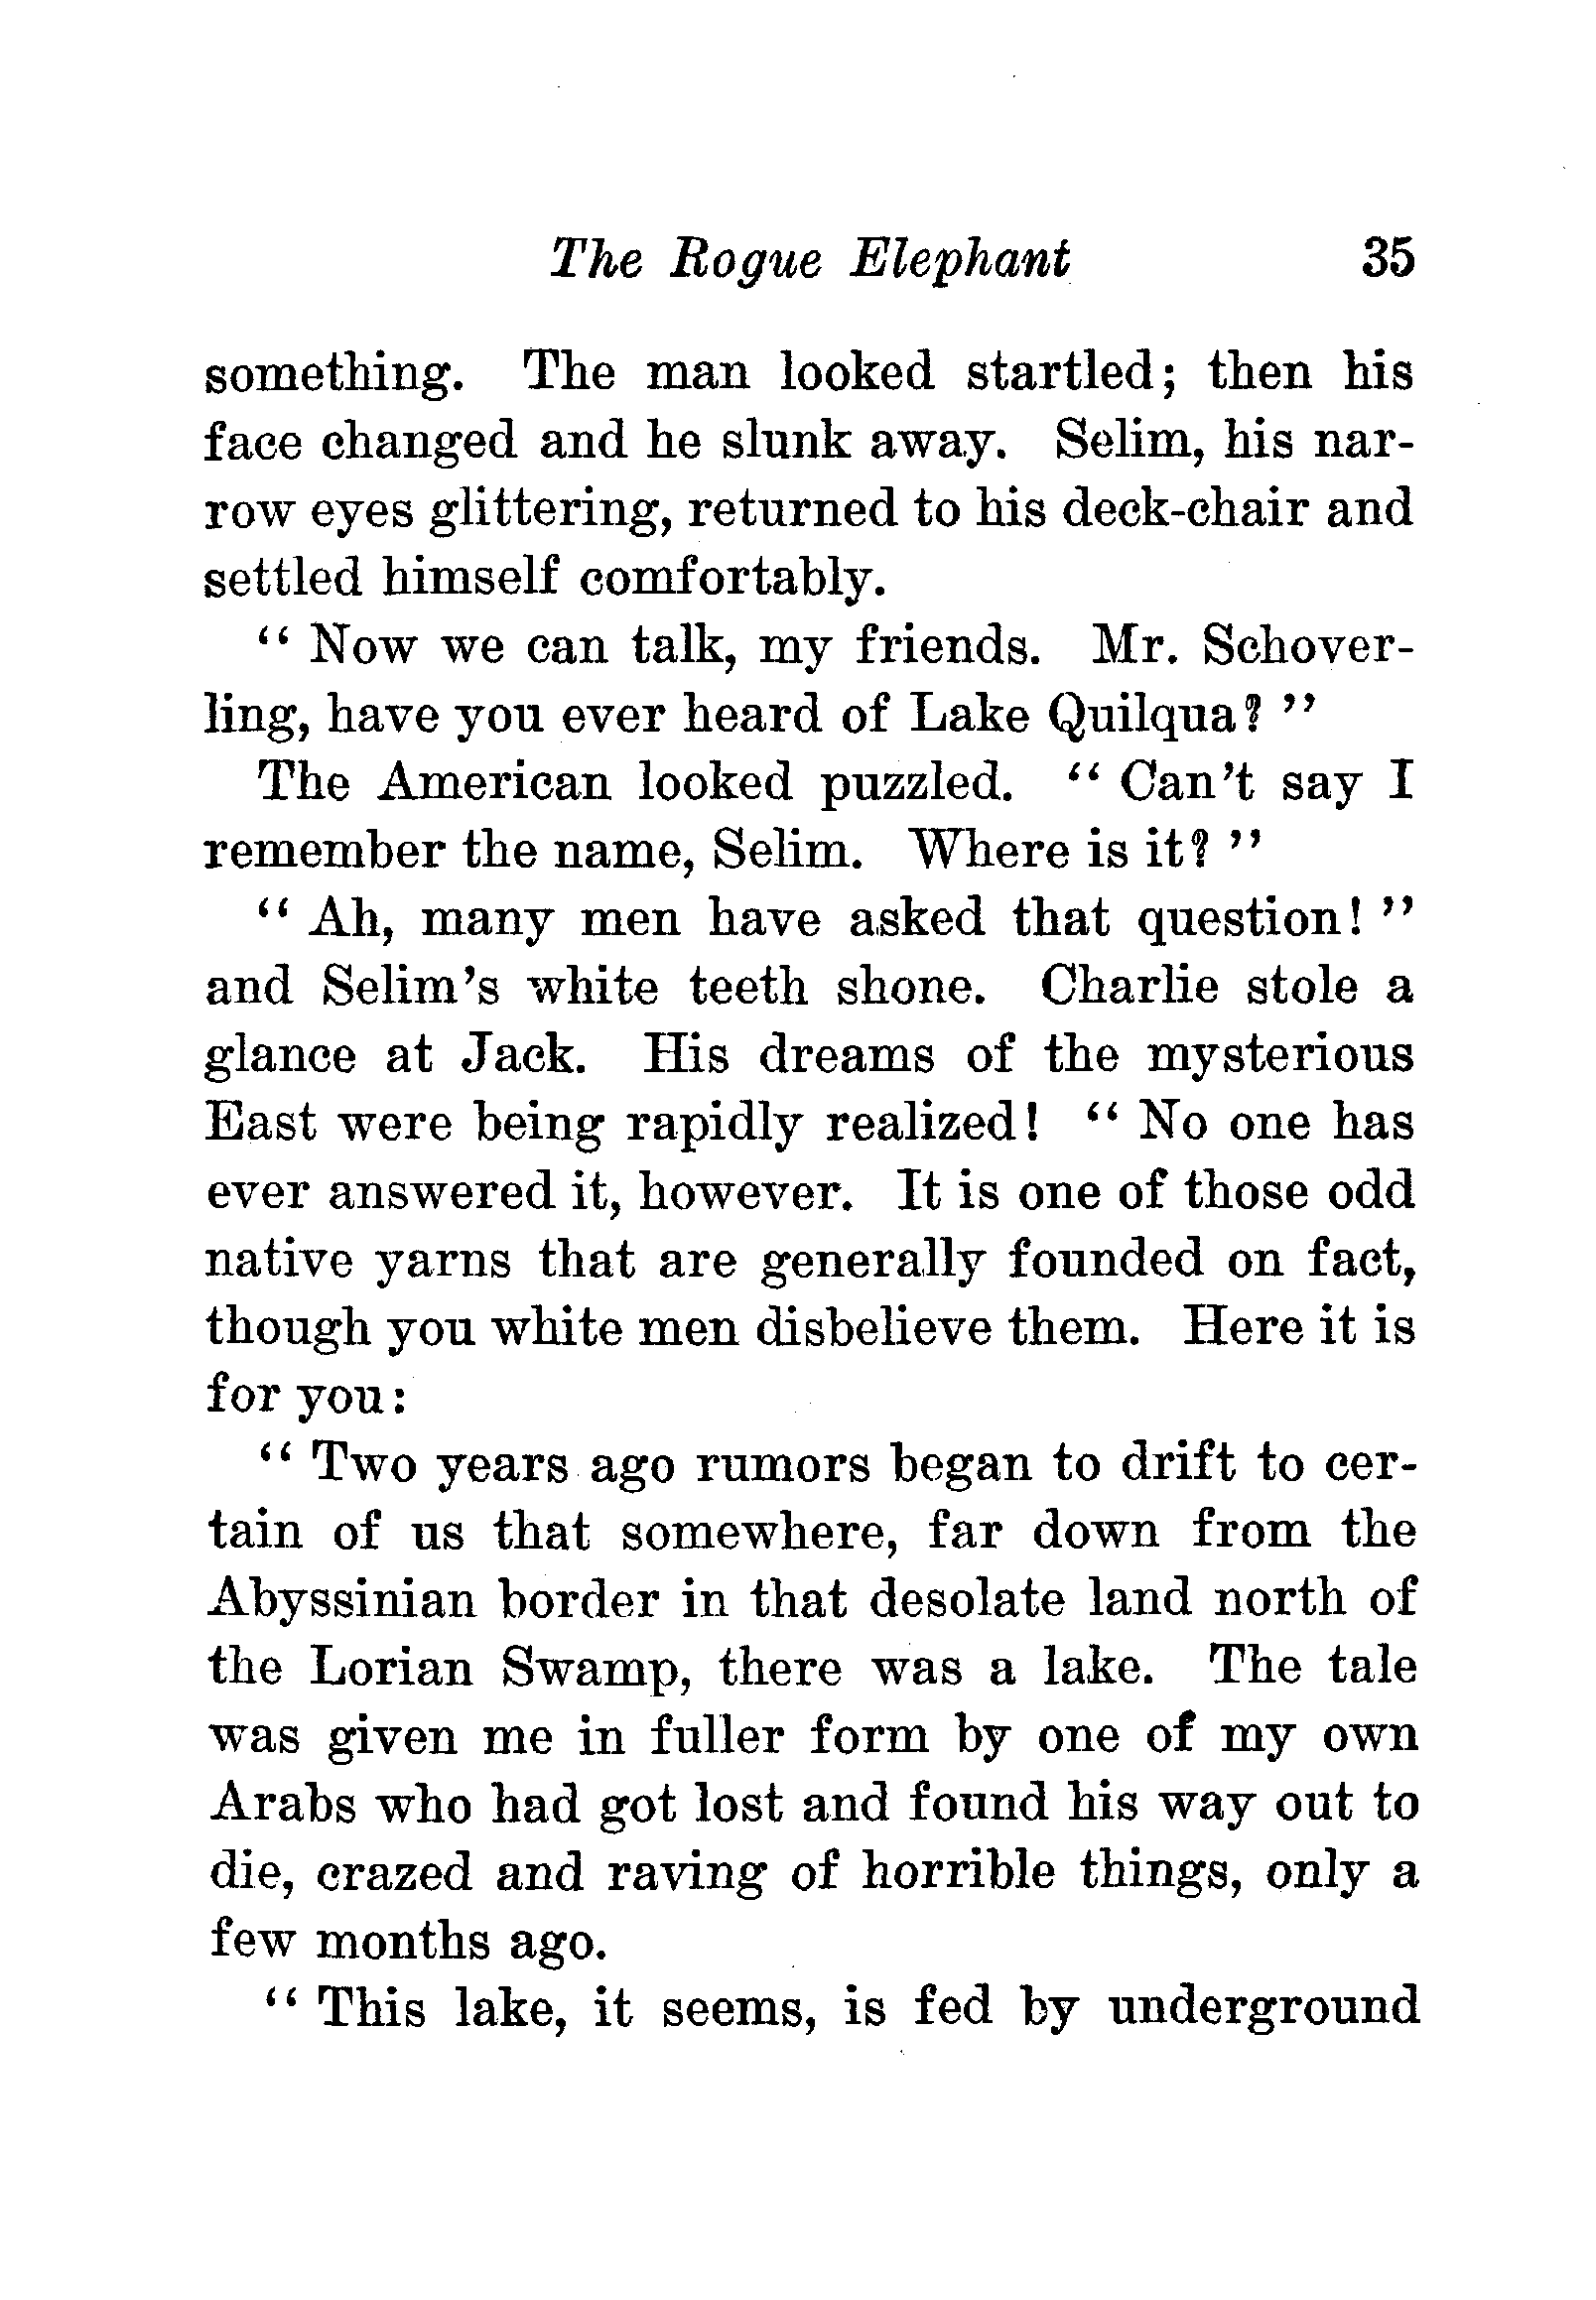 The Rogue Elephant 35
something. The man looked startled; then his
face changed and he slunk away. Selim, his nar-
row eyes glittering, returned to his deck-chair and
settled himself comfortably.
“ Now we can talk, my friends. Mr. Schover-
ling, have you ever heard of Lake Quilqua? ”
The American looked puzzled. “ Can't say I
remember the name, Selim. Where is it? ”
“ Ah, many men have asked that question! ”
and Selim's white teeth shone. Charlie stole a
glance at Jack. His dreams of the mysterious
East were being rapidly realized! “ No one has
ever answered it, however. It is one of those odd
native yarns that are generally founded on fact,
though you white men disbelieve them. Here it is
for you:
“ Two years ago rumors began to drift to cer-
tain of us that somewhere, far down from the
Abyssinian border in that desolate land north of
the Lorian Swamp, there was a lake. The tale
was given me in fuller form by one of my own
Arabs who had got lost and found his way out to
die, crazed and raving of horrible things, only a
few months ago.
“ This lake, it seems, is fed by underground